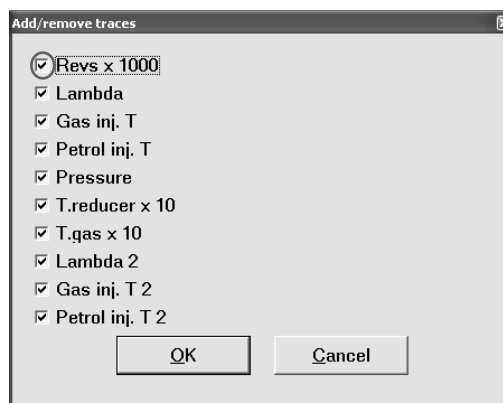 Add/remove traces
Revs x 1000
Lambda
Gas inj. T
Petrol inj. T
Pressure
T.reducer x 10
T.gas x 10
Lambda 2
Gas inj. T 2
Petrol inj. T 2
OK Cancel